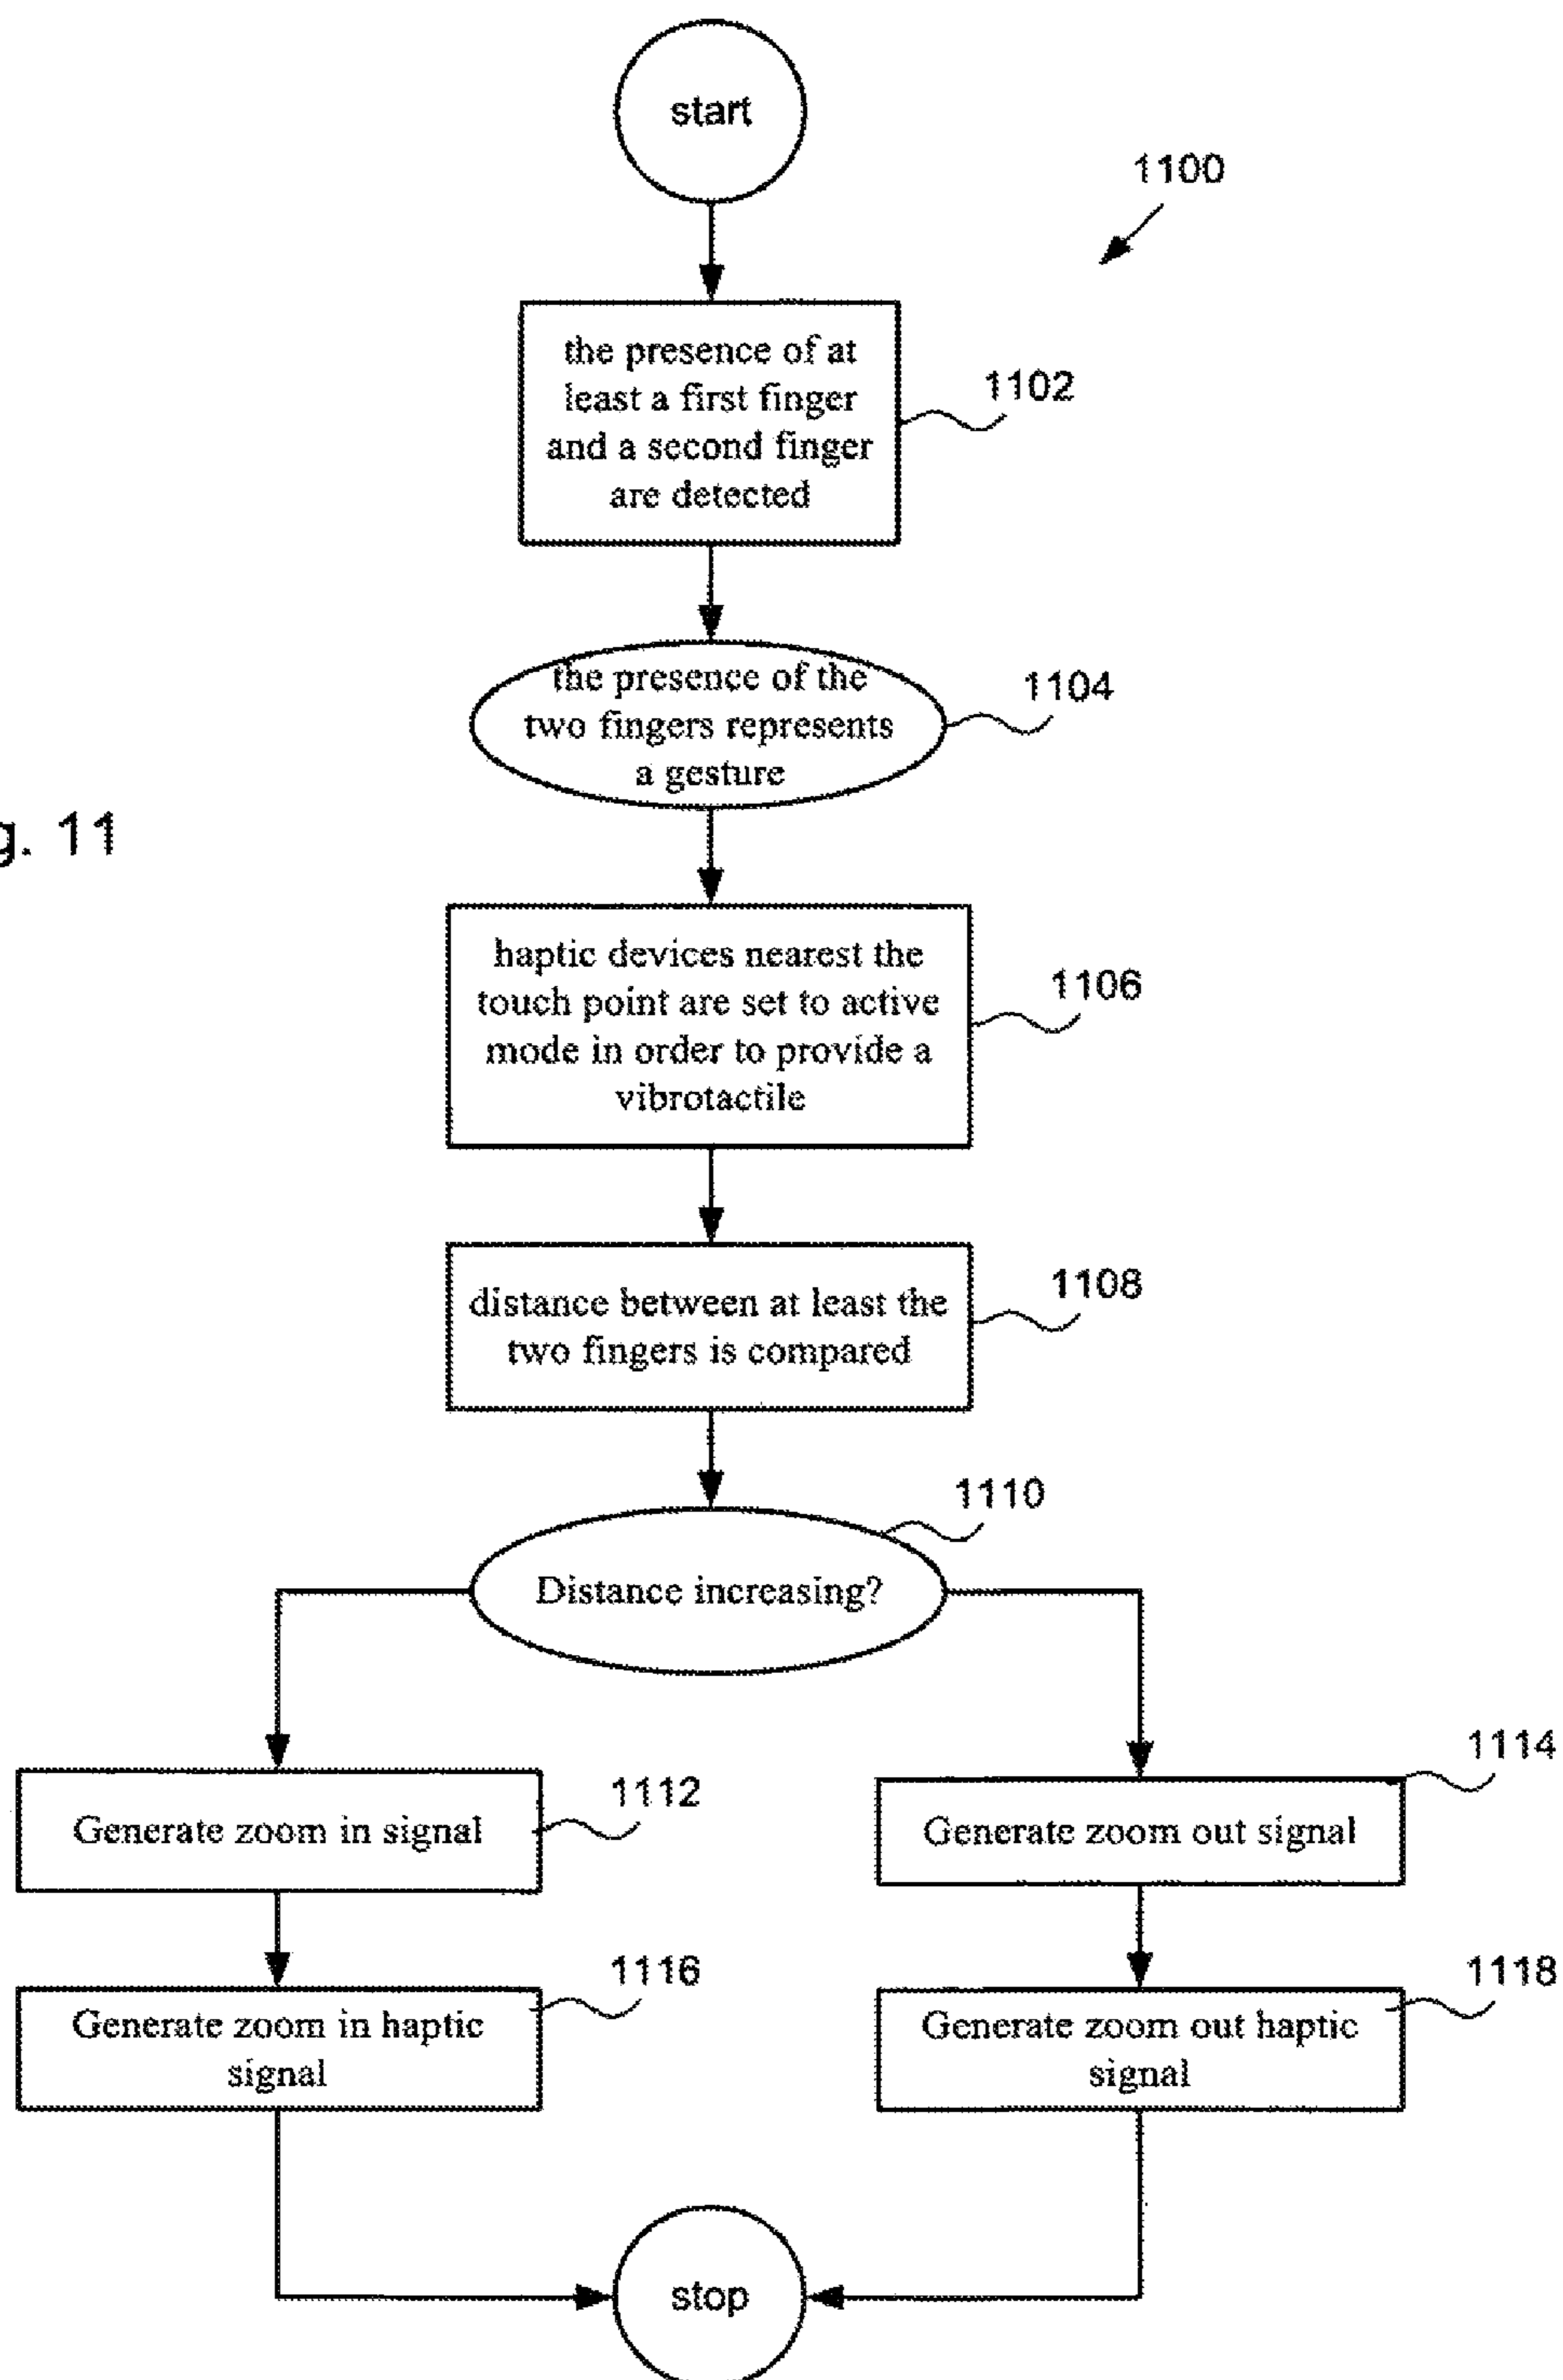 start
1100
the presence of at
least a first finger
and a second finger
are detected
1102
the presence of the
two fingers represents
a gesture
1104
g. 11
haptic devices nearest the
touch point are set to active
mode in order to provide a
vibrotactile
1106
distance between at least the
two fingers is compared
1108
1110
Distance increasing?
Generate zoom in signal
1112
Generate zoom out signal
1114
Generate zoom in haptic
signal
1116
Generate zoom out haptic
signal
1118
stop